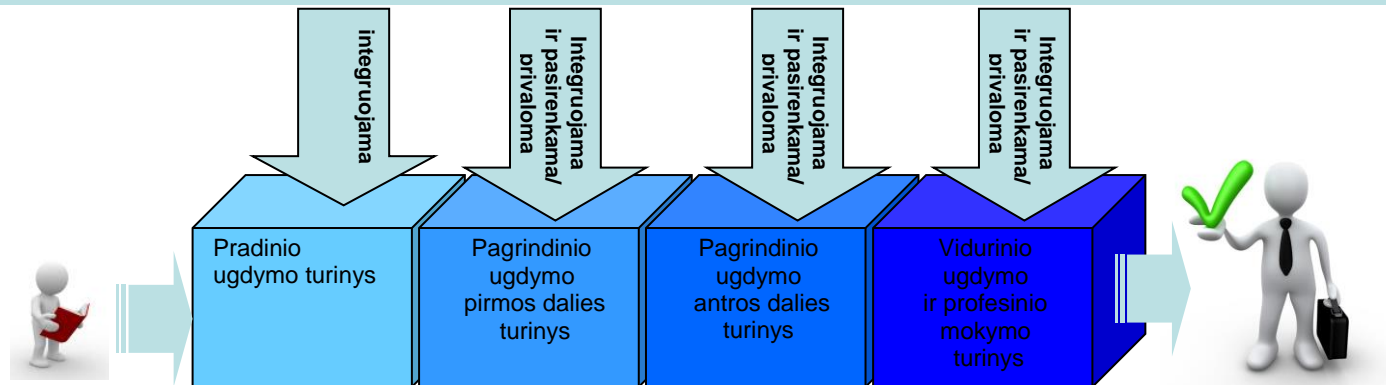 integruojama
Integruojama
ir pasirenkama/
privaloma
Integruojama
ir pasirenkama/
privaloma
Integruojama
ir pasirenkama/
privaloma
Pradinio
ugdymo turinys
Pagrindinio
ugdymo
pirmos dalies
turinys
Pagrindinio
ugdymo
antros dalies
turinys
Vidurinio
ugdymo
ir profesinio
mokymo
turinys